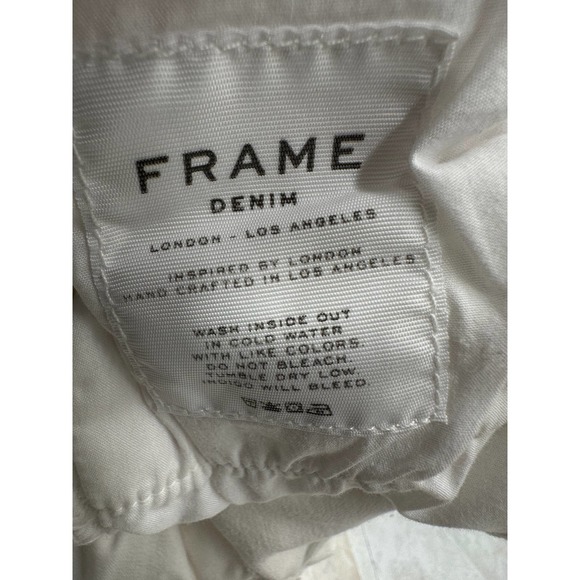 FRAME
DENIM
LONDON - LOS ANGELES
INSPIRED BY LONDON
HAND CRAFTED IN LOS ANGELES
WASH INSIDE OUT
IN COLD WATER
WITH LIKE COLORS.
DO NOT BLEACH.
TUMBLE DRY LOW.
INDIGO WILL BLEED.